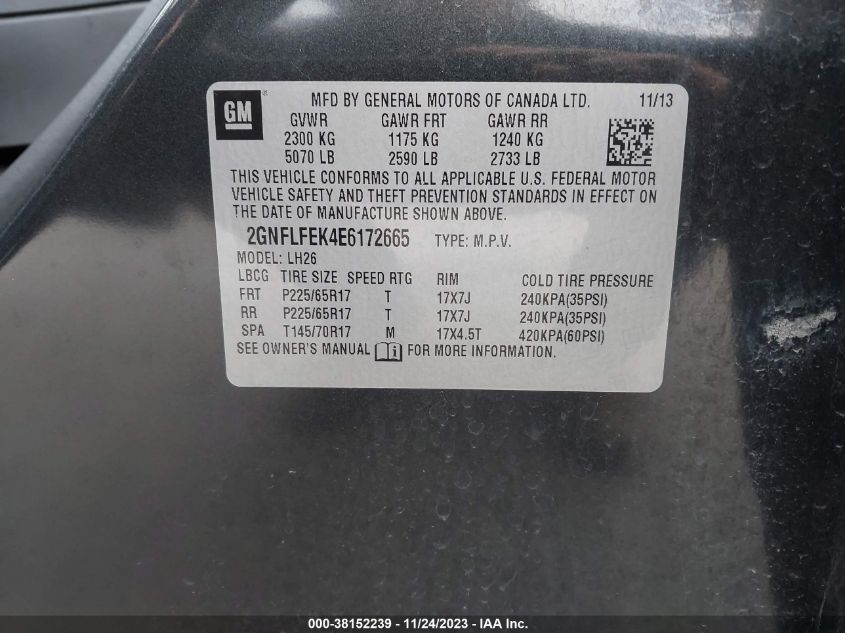 GM ® MFD BY GENERAL MOTORS OF CANADA LTD. 11/13
GVWR GAWR FRT GAWR RR
2300 KG 1175 KG 1240 KG
5070 LB 2590 LB 2733 LB
THIS VEHICLE CONFORMS TO ALL APPLICABLE U.S. FEDERAL MOTOR
VEHICLE SAFETY AND THEFT PREVENTION STANDARDS IN EFFECT ON
THE DATE OF MANUFACTURE SHOWN ABOVE.
2GNFLFEK4E6172665 TYPE: M.P.V.
MODEL: LH26
LBCG TIRE SIZE SPEED RTG RIM COLD TIRE PRESSURE
FRT P225/65R17 T 17X7J 240KPA(35PSI)
RR P225/65R17 T 17X7J 240KPA(35PSI)
SPA T145/70R17 M 17X4.5T 420KPA(60PSI)
SEE OWNER'S MANUAL i FOR MORE INFORMATION.
000-38152239 - 11/24/2023 - IAA Inc.